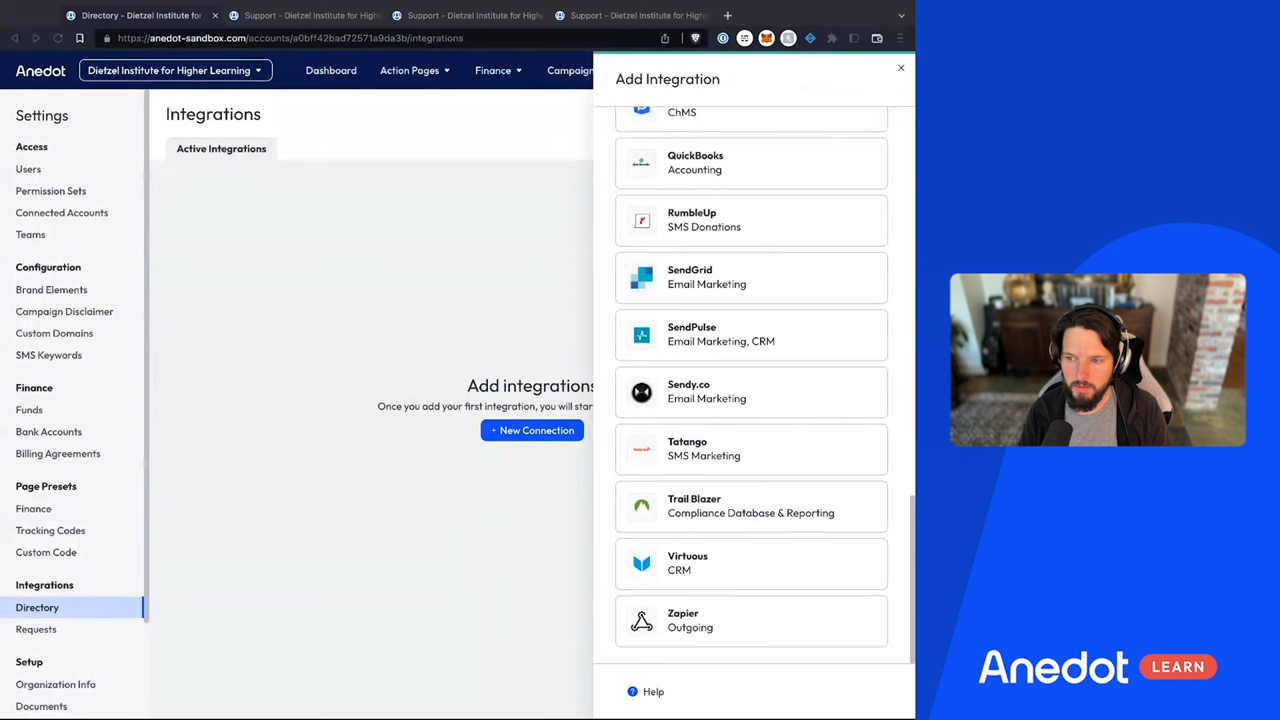 Directory - Dietzel Institute for
Support - Dietzel Institute for Highe
Support - Dietzel Institute for Highe
Support - Dietzel Institute for Highe
https://anedot-sandbox.com/accounts/a0bff42bad72571a9da3b/integrations
Anedot
Dietzel Institute for Higher Learning
Dashboard
Action Pages
Finance
Campaign
Settings
Access
Users
Permission Sets
Connected Accounts
Teams
Configuration
Brand Elements
Campaign Disclaimer
Custom Domains
SMS Keywords
Finance
Funds
Bank Accounts
Billing Agreements
Page Presets
Finance
Tracking Codes
Custom Code
Integrations
Directory
Requests
Setup
Organization Info
Documents
Integrations
Active Integrations
Add integrations
Once you add your first integration, you will star
+ New Connection
Add Integration
ChMS
QuickBooks
Accounting
RumbleUp
SMS Donations
SendGrid
Email Marketing
SendPulse
Email Marketing, CRM
Sendy.co
Email Marketing
Tatango
SMS Marketing
Trail Blazer
Compliance Database & Reporting
Virtuous
CRM
Zapier
Outgoing
? Help
Anedot LEARN